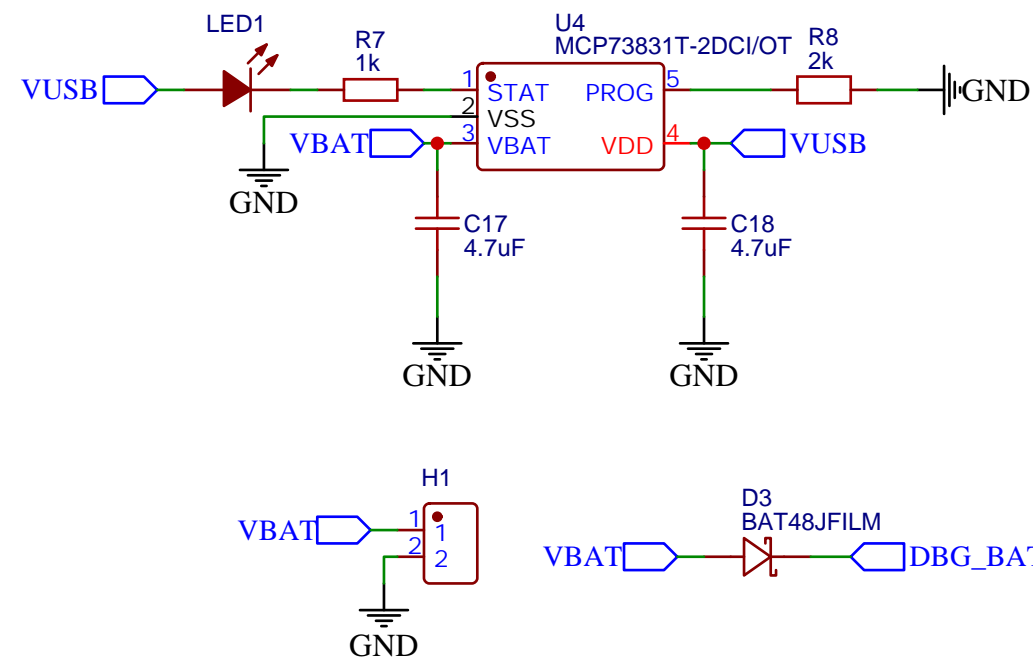 LED1
VUSB
R7
1k
U4
MCP73831T-2DCI/OT
R8
2k
1
STAT
2
VSS
3
VBAT
PROG
5
VDD
4
GND
VBAT
VUSB
GND
C17
4.7uF
C18
4.7uF
GND
GND
H1
VBAT
1
1
2
2
GND
D3
BAT48JFILM
VBAT
DBG_BAT